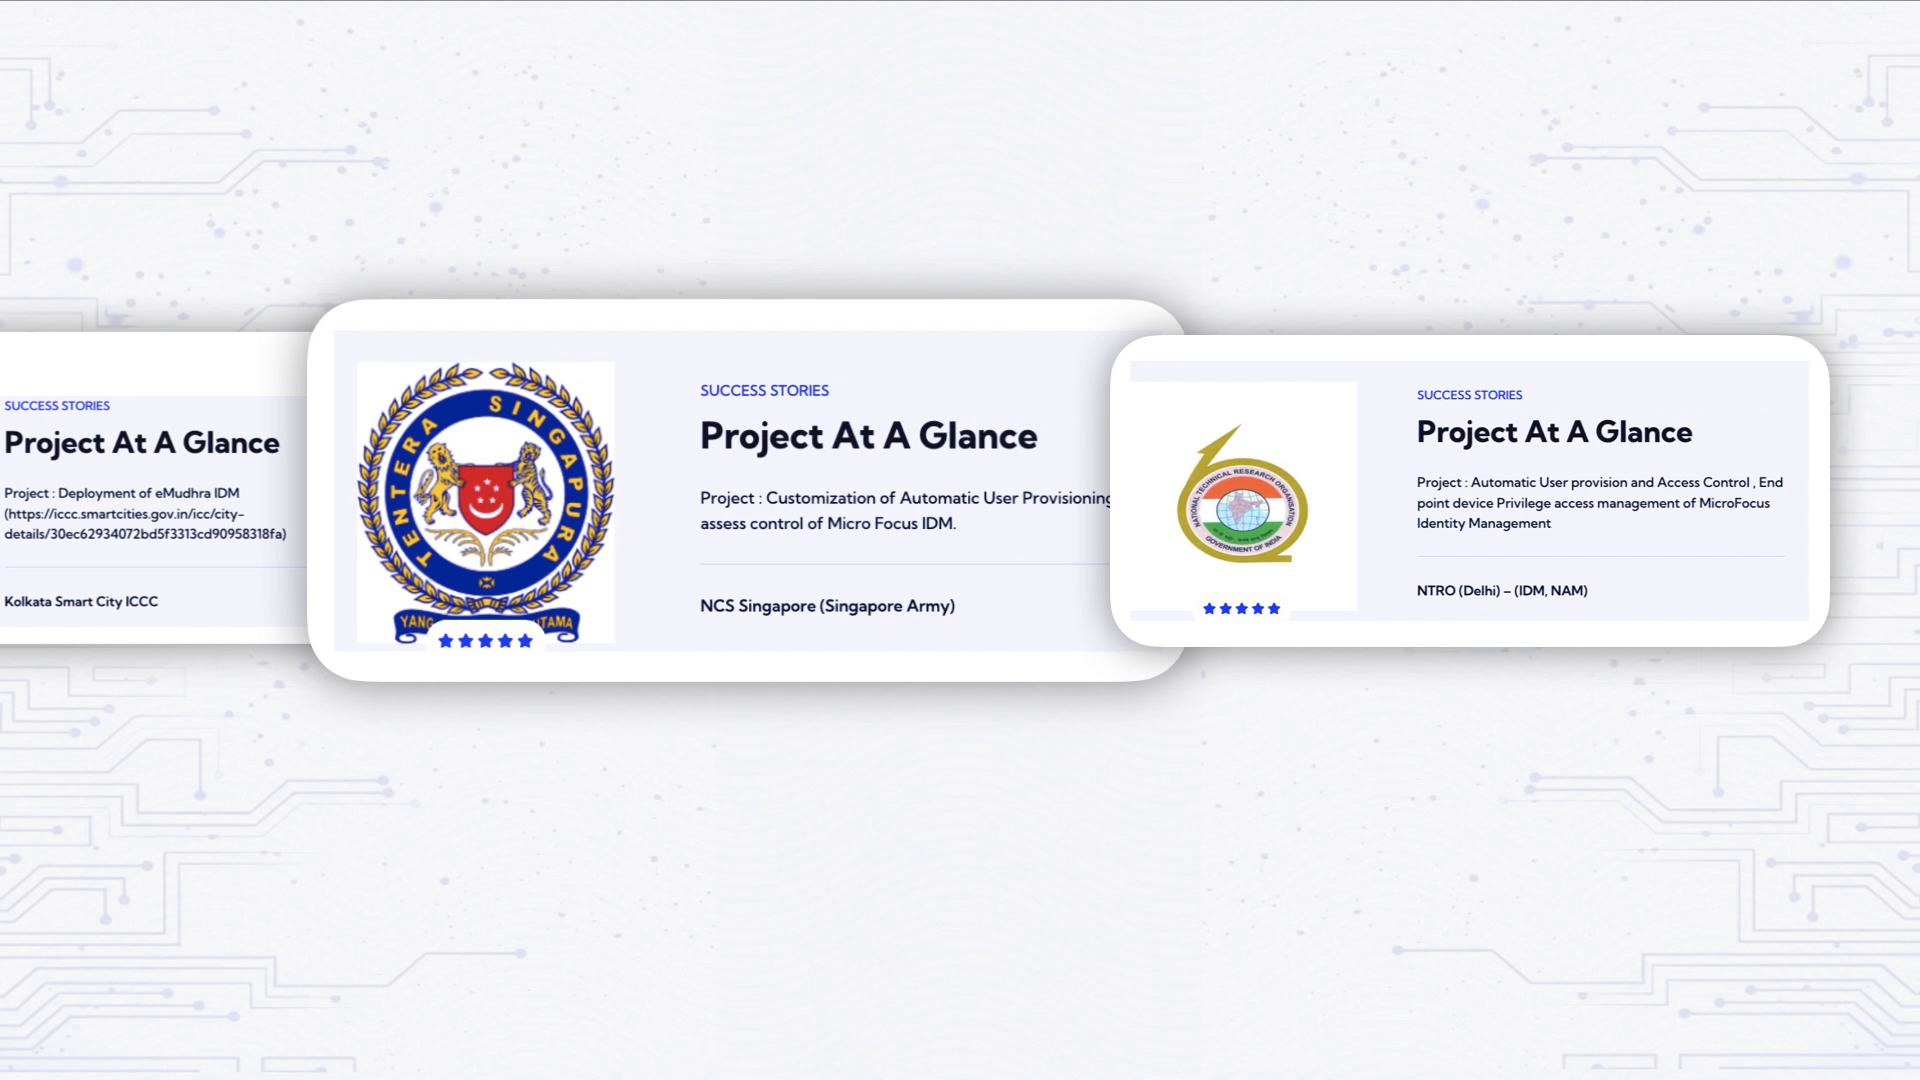 SUCCESS STORIES
Project At A Glance
Project : Deployment of eMudhra IDM
(https://iccc.smartcities.gov.in/icc/city-
details/30ec62934072bd5f3313cd90958318fa)
Kolkata Smart City ICCC
TENTERA SINGAPURA
YANG UTAMA
SUCCESS STORIES
Project At A Glance
Project : Customization of Automatic User Provisioning
assess control of Micro Focus IDM.
NCS Singapore (Singapore Army)
NATIONAL TECHNICAL RESEARCH ORGANISATION
GOVERNMENT OF INDIA
SUCCESS STORIES
Project At A Glance
Project : Automatic User provision and Access Control , End
point device Privilege access management of MicroFocus
Identity Management
NTRO (Delhi) – (IDM, NAM)